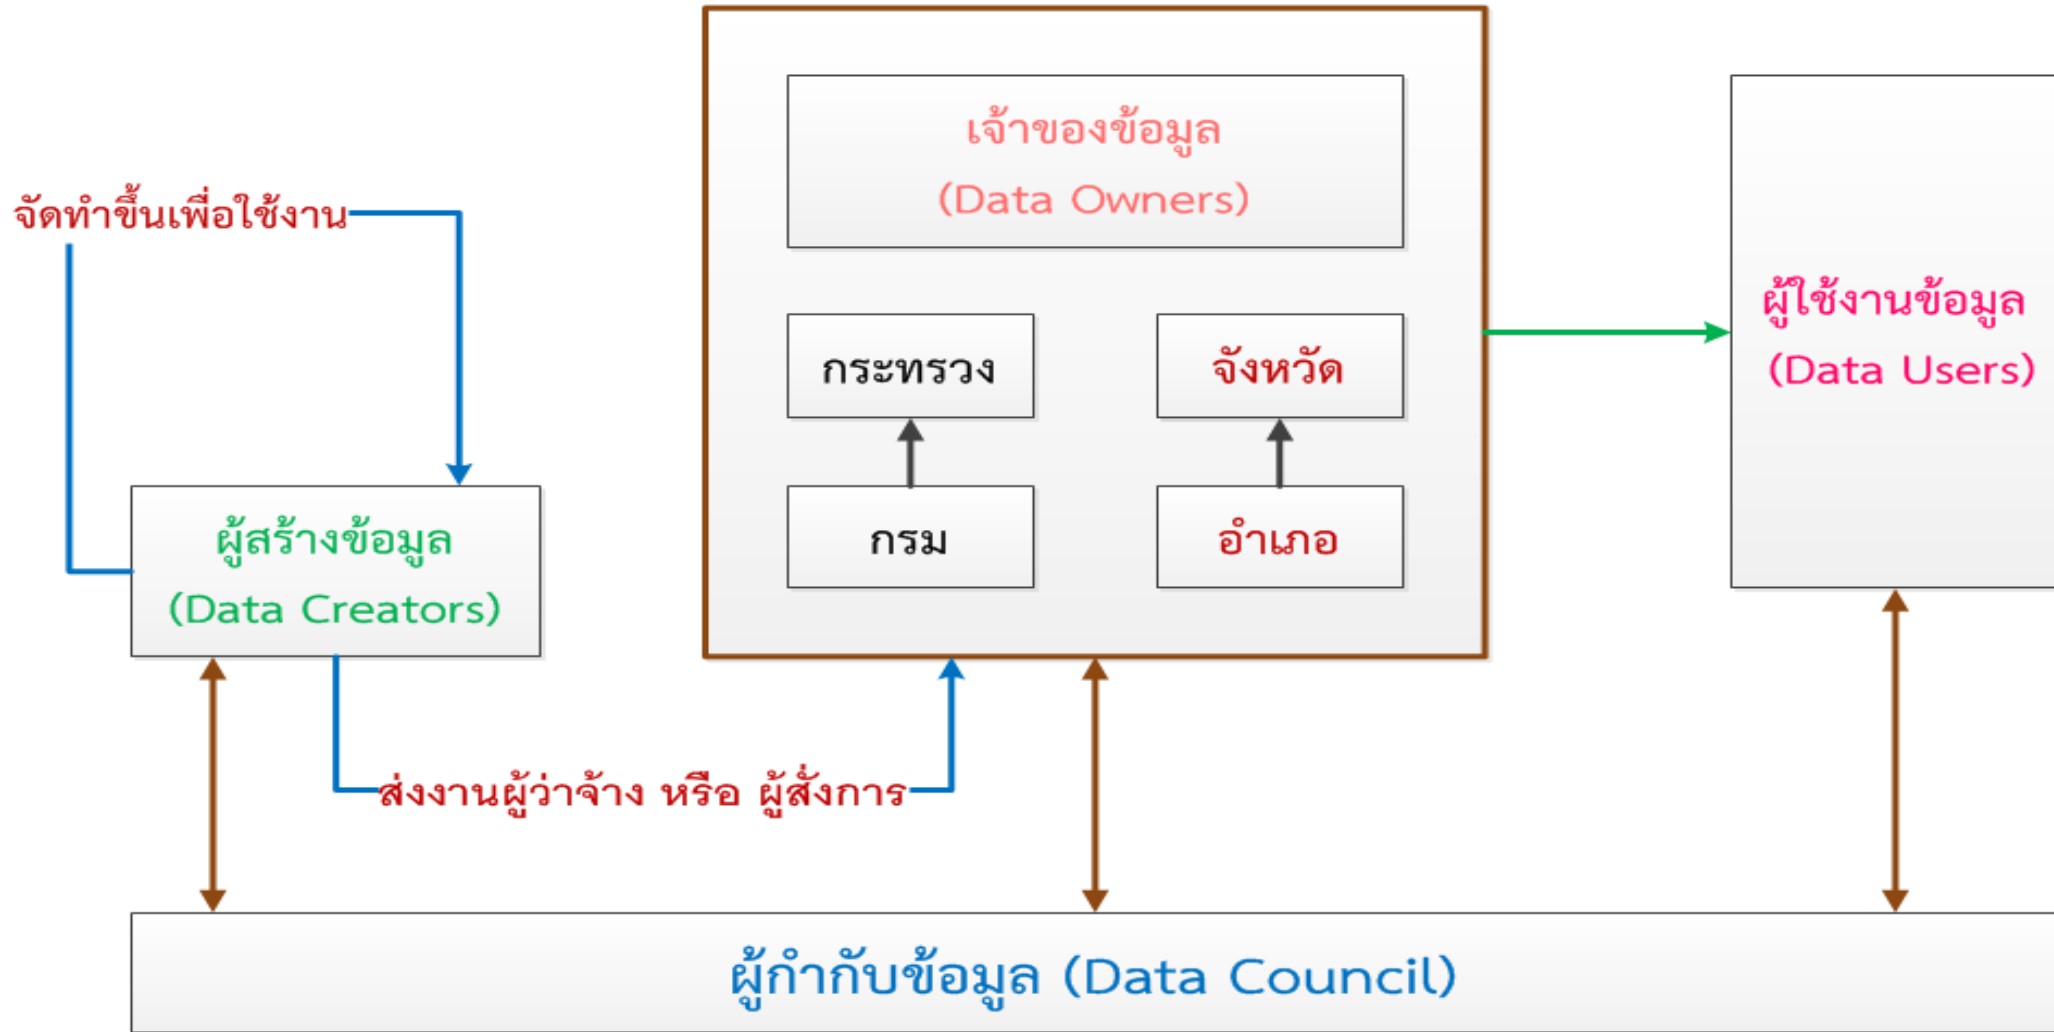 เจ้าของข้อมูล
(Data Owners)
จัดทำขึ้นเพื่อใช้งาน
ผู้ใช้งานข้อมูล
(Data Users)
กระทรวง
จังหวัด
กรม
อำเภอ
ผู้สร้างข้อมูล
(Data Creators)
ส่งงานผู้ว่าจ้าง หรือ ผู้สั่งการ
ผู้กำกับข้อมูล (Data Council)